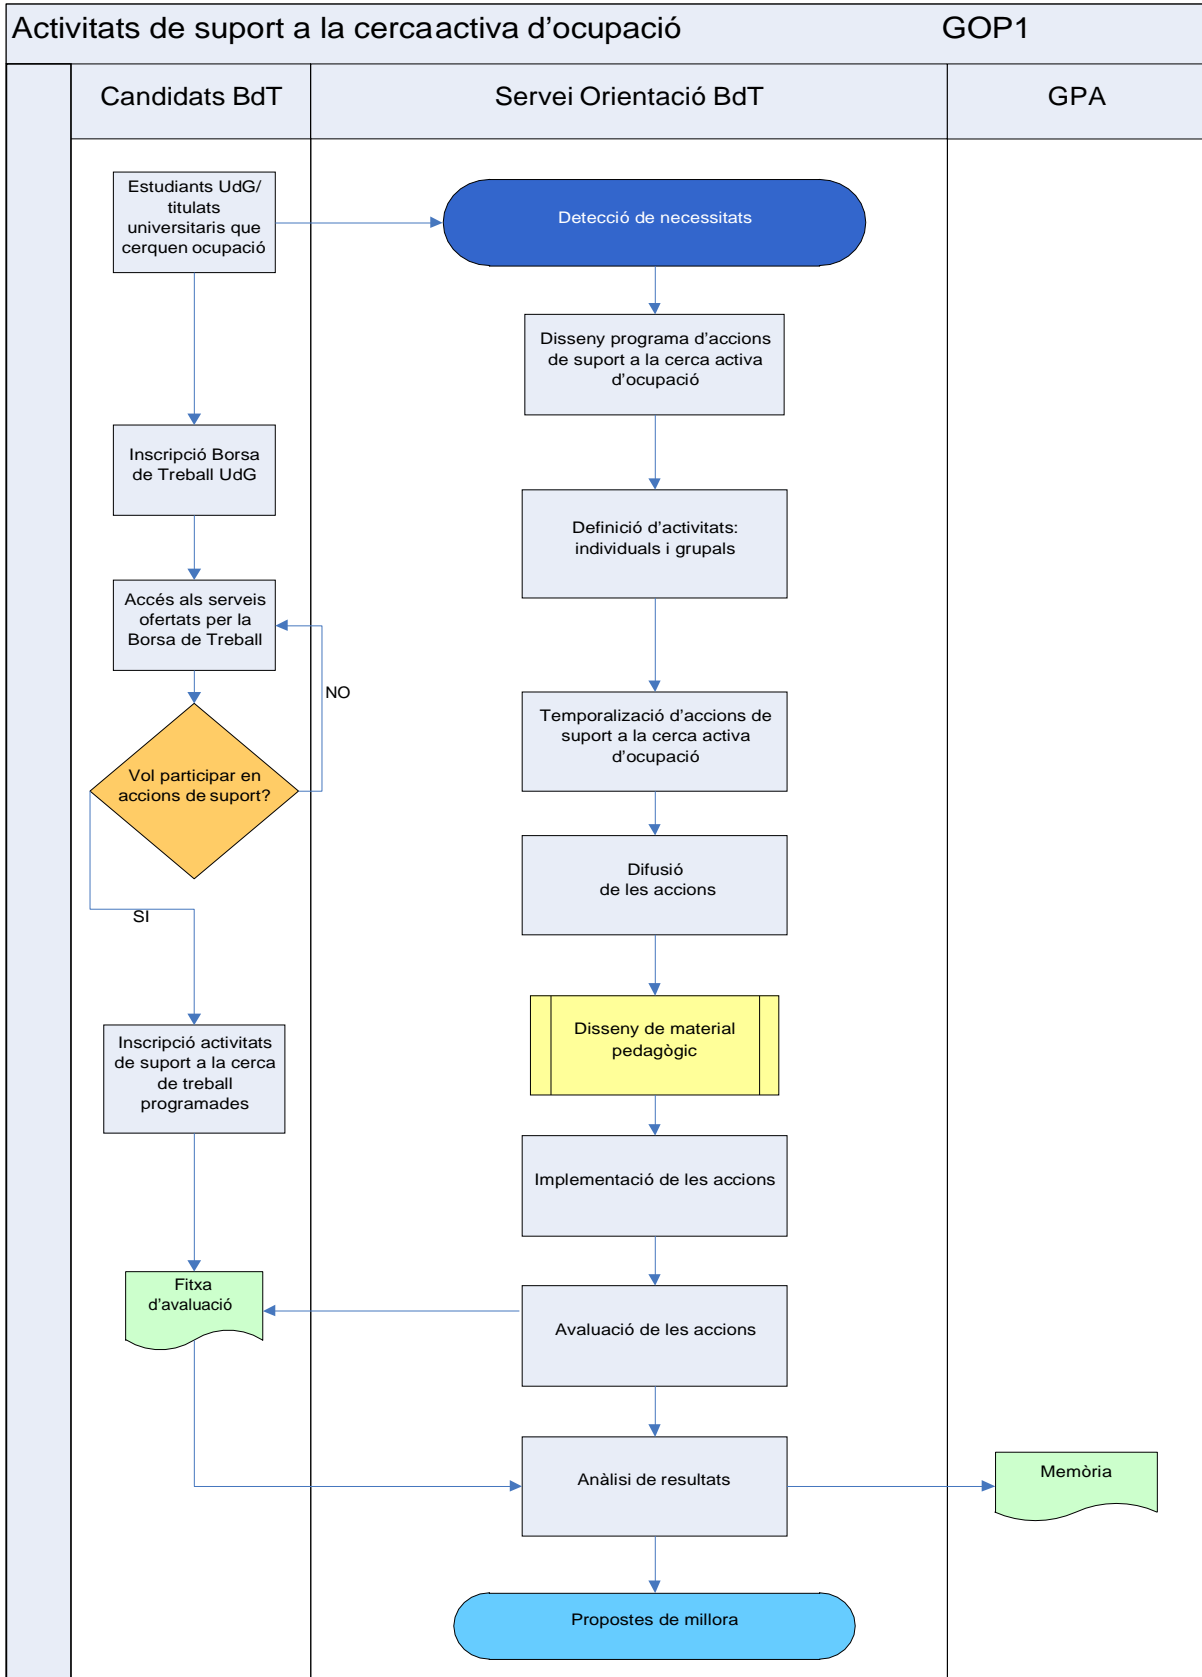 Activitats de suport a la cercaactiva d'ocupació GOP1
Candidats BdT
Servei Orientació BdT
GPA
Estudiants UdG/
titulats
universitaris que
cerquen ocupació
Detecció de necessitats
Disseny programa d'accions
de suport a la cerca activa
d'ocupació
Inscripció Borsa
de Treball UdG
Definició d'activitats:
individuals i grupals
Accés als serveis
ofertats per la
Borsa de Treball
NO
Temporalizació d'accions de
suport a la cerca activa
d'ocupació
Vol participar en
accions de suport?
Difusió
de les accions
SI
Disseny de material
pedagògic
Inscripció activitats
de suport a la cerca
de treball
programades
Implementació de les accions
Fitxa
d'avaluació
Avaluació de les accions
Anàlisi de resultats
Memòria
Propostes de millora